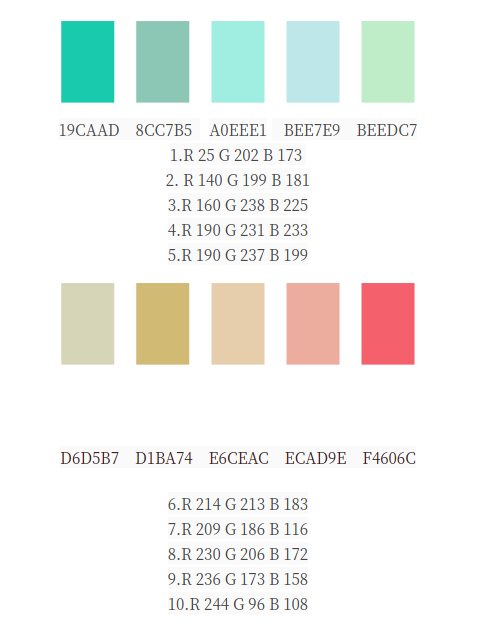 19CAAD 8CC7B5 A0EEE1 BEE7E9 BEEDC7
1.R 25 G 202 B 173
2. R 140 G 199 B 181
3.R 160 G 238 B 225
4.R 190 G 231 B 233
5.R 190 G 237 B 199
D6D5B7 D1BA74 E6CEAC ECAD9E F4606C
6.R 214 G 213 B 183
7.R 209 G 186 B 116
8.R 230 G 206 B 172
9.R 236 G 173 B 158
10.R 244 G 96 B 108